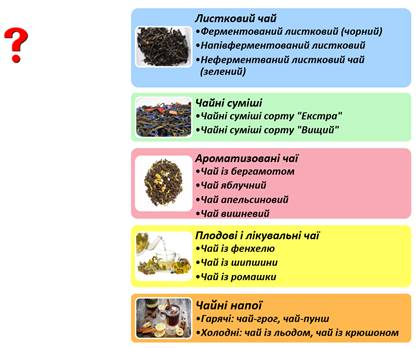 ?
Листковий чай
•Ферментований листковий (чорний)
•Напівферментований листковий
•Неферментваний листковий чай
(зелений)
Чайні суміші
•Чайні суміші сорту "Екстра"
•Чайні суміші сорту "Вищий"
Ароматизовані чаї
•Чай із бергамотом
•Чай яблучний
•Чай апельсиновий
•Чай вишневий
Плодові і лікувальні чаї
•Чай із фенхелю
•Чай із шипшини
•Чай із ромашки
Чайні напої
•Гарячі: чай-грог, чай-пунш
•Холодні: чай із льодом, чай із крюшоном